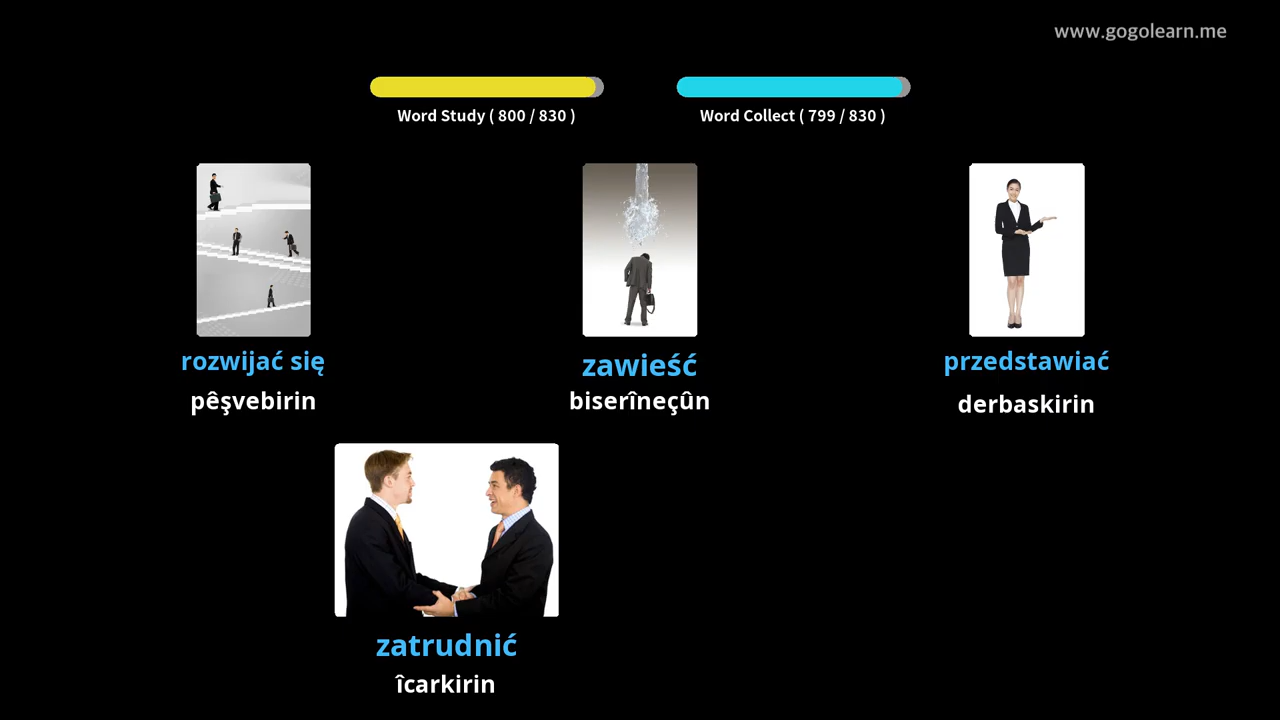 www.gogolearn.me
Word Study ( 800 / 830 )
Word Collect ( 799 / 830 )
rozwijać się
zawieść
przedstawiać
pêşvebirin
biserîneçûn
derbaskirin
zatrudnić
îcarkirin